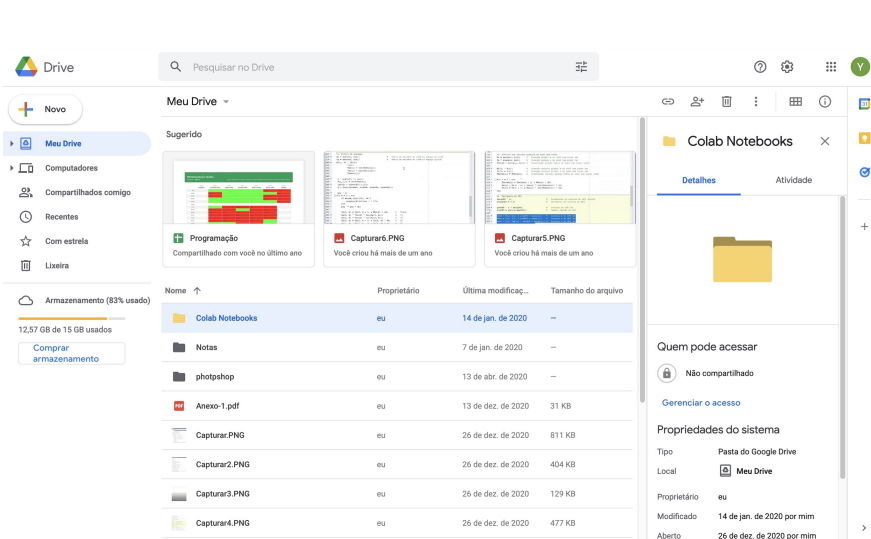 Drive
Pesquisar no Drive
Y
Novo
Meu Drive
31
Meu Drive
Computadores
Compartilhados comigo
Recentes
Com estrela
Lixeira
Armazenamento (83% usado)
12,57 GB de 15 GB usados
Comprar
armazenamento
Sugerido
Programação
Compartilhado com você no último ano
Capturar6.PNG
Você criou há mais de um ano
Capturar5.PNG
Você criou há mais de um ano
Nome Proprietário Última modificaç... Tamanho do arquivo
Colab Notebooks eu 14 de jan. de 2020 —
Notas eu 7 de jan. de 2020 —
photpshop eu 13 de abr. de 2020 —
PDF Anexo-1.pdf eu 13 de dez. de 2020 31 KB
Capturar.PNG eu 26 de dez. de 2020 811 KB
Capturar2.PNG eu 26 de dez. de 2020 404 KB
Capturar3.PNG eu 26 de dez. de 2020 129 KB
Capturar4.PNG eu 26 de dez. de 2020 477 KB
Colab Notebooks
Detalhes Atividade
Quem pode acessar
Não compartilhado
Gerenciar o acesso
Propriedades do sistema
Tipo Pasta do Google Drive
Local Meu Drive
Proprietário eu
Modificado 14 de jan. de 2020 por mim
Aberto 26 de dez. de 2020 por mim